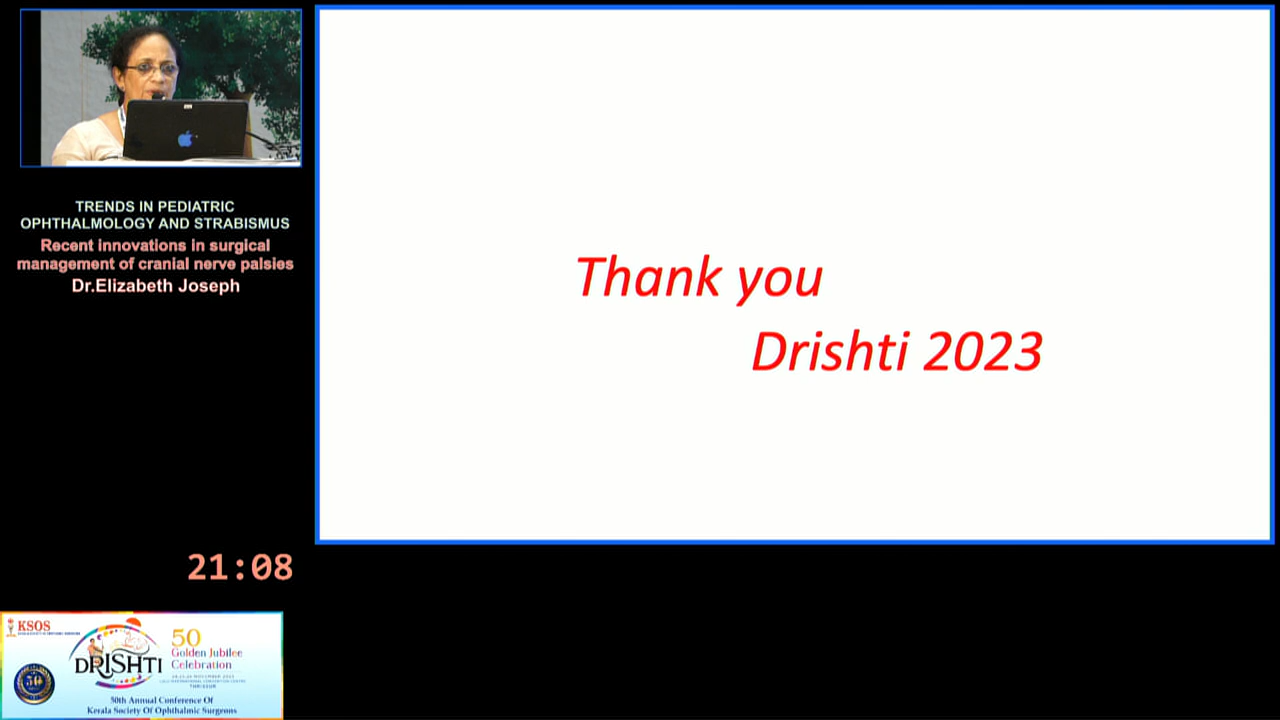 TRENDS IN PEDIATRIC
OPHTHALMOLOGY AND STRABISMUS
Recent innovations in surgical
management of cranial nerve palsies
Dr.Elizabeth Joseph
Thank you
Drishti 2023
21:08
KSOS
DRISHTI
50
Golden Jubilee
Celebration
THRISSUR
50th Annual Conference Of
Kerala Society Of Ophthalmic Surgeons